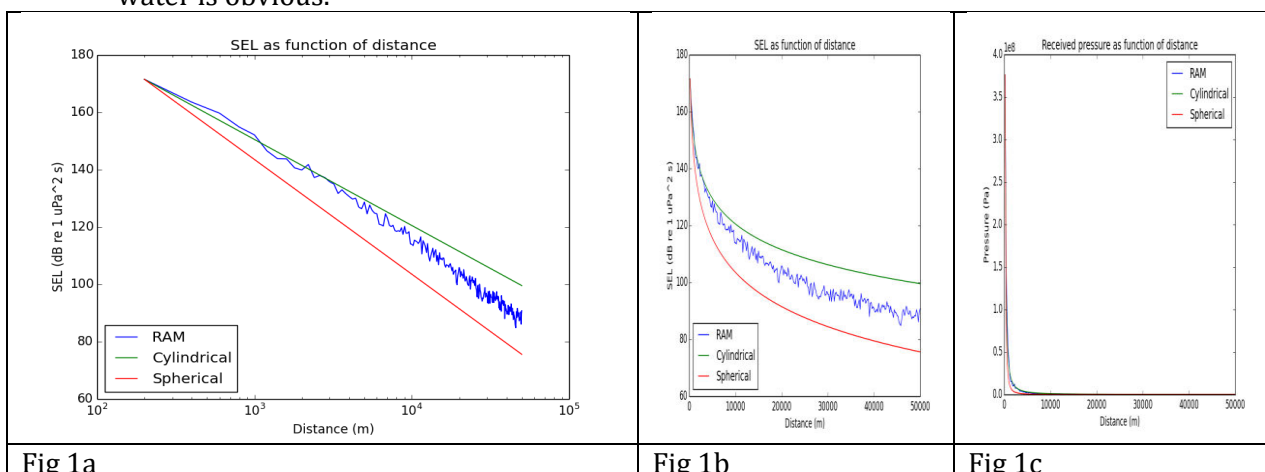 water is obvious.
SEL as function of distance
180
160
140
120
100
80
60
SEL (dB re 1 uPa^2 s)
RAM
Cylindrical
Spherical
10^2
10^3
10^4
10^5
Distance (m)
SEL as function of distance
180
160
140
120
100
80
60
SEL (dB re 1 uPa^2 s)
RAM
Cylindrical
Spherical
0
10000
20000
30000
40000
50000
Distance (m)
Received pressure as function of distance
1e8
4.0
3.5
3.0
2.5
2.0
1.5
1.0
0.5
0.0
Pressure (Pa)
RAM
Cylindrical
Spherical
0
10000
20000
30000
40000
50000
Distance (m)
Fig 1a
Fig 1b
Fig 1c